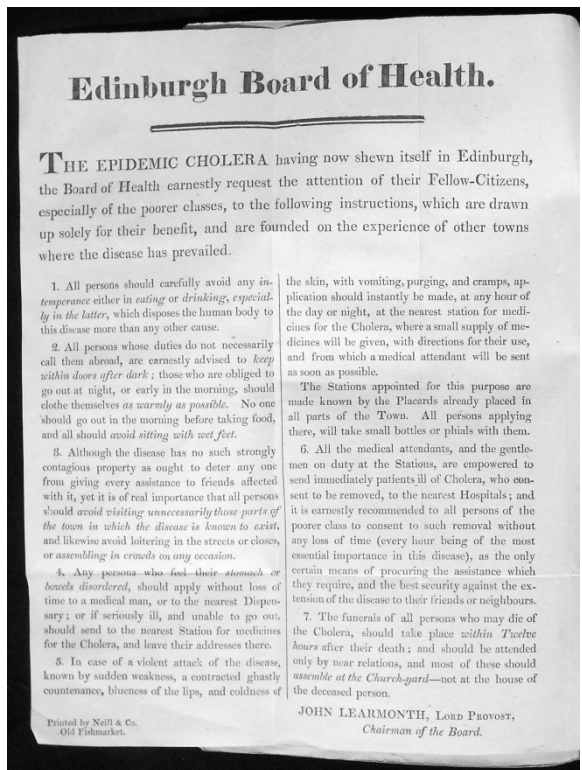 Edinburgh Board of Health.
THE EPIDEMIC CHOLERA having now shewn itself in Edinburgh,
the Board of Health earnestly request the attention of their Fellow-Citizens,
especially of the poorer classes, to the following instructions, which are drawn
up solely for their benefit, and are founded on the experience of other towns
where the disease has prevailed.
1. All persons should carefully avoid any in-
temperance either in eating or drinking, especial-
ly in the latter, which disposes the human body to
this disease more than any other cause.
2. All persons whose duties do not necessarily
call them abroad, are earnestly advised to keep
within doors after dark; those who are obliged to
go out at night, or early in the morning, should
clothe themselves as warmly as possible. No one
should go out in the morning before taking food,
and all should avoid sitting with wet feet.
3. Although the disease has no such strongly
contagious property as ought to deter any one
from giving every assistance to friends affected
with it, yet it is of real importance that all persons
should avoid visiting unnecessarily those parts of
the town in which the disease is known to exist,
and likewise avoid loitering in the streets or closes,
or assembling in crowds on any occasion.
4. Any persons who feel their stomach or
bowels disordered, should apply without loss of
time to a medical man, or to the nearest Dispen-
sary; or if seriously ill, and unable to go out,
should send to the nearest Station for medicines
for the Cholera, and leave their addresses there.
5. In case of a violent attack of the disease,
known by sudden weakness, a contracted ghastly
countenance, blueness of the lips, and coldness of
Printed by Neill & Co.
Old Fishmarket.
the skin, with vomiting, purging, and cramps, ap-
plication should instantly be made, at any hour of
the day or night, at the nearest station for medi-
cines for the Cholera, where a small supply of me-
dicines will be given, with directions for their use,
and from which a medical attendant will be sent
as soon as possible.
The Stations appointed for this purpose are
made known by the Placards already placed in
all parts of the Town. All persons applying
there, will take small bottles or phials with them.
6. All the medical attendants, and the gentle-
men on duty at the Stations, are empowered to
send immediately patients ill of Cholera, who con-
sent to be removed, to the nearest Hospitals; and
it is earnestly recommended to all persons of the
poorer class to consent to such removal without
any loss of time (every hour being of the most
essential importance in this disease), as the only
certain means of procuring the assistance which
they require, and the best security against the ex-
tension of the disease to their friends or neighbours.
7. The funerals of all persons who may die of
the Cholera, should take place within Twelve
hours after their death; and should be attended
only by near relations, and most of these should
assemble at the Church-yard—not at the house of
the deceased person.
JOHN LEARMONTH, LORD PROVOST,
Chairman of the Board.